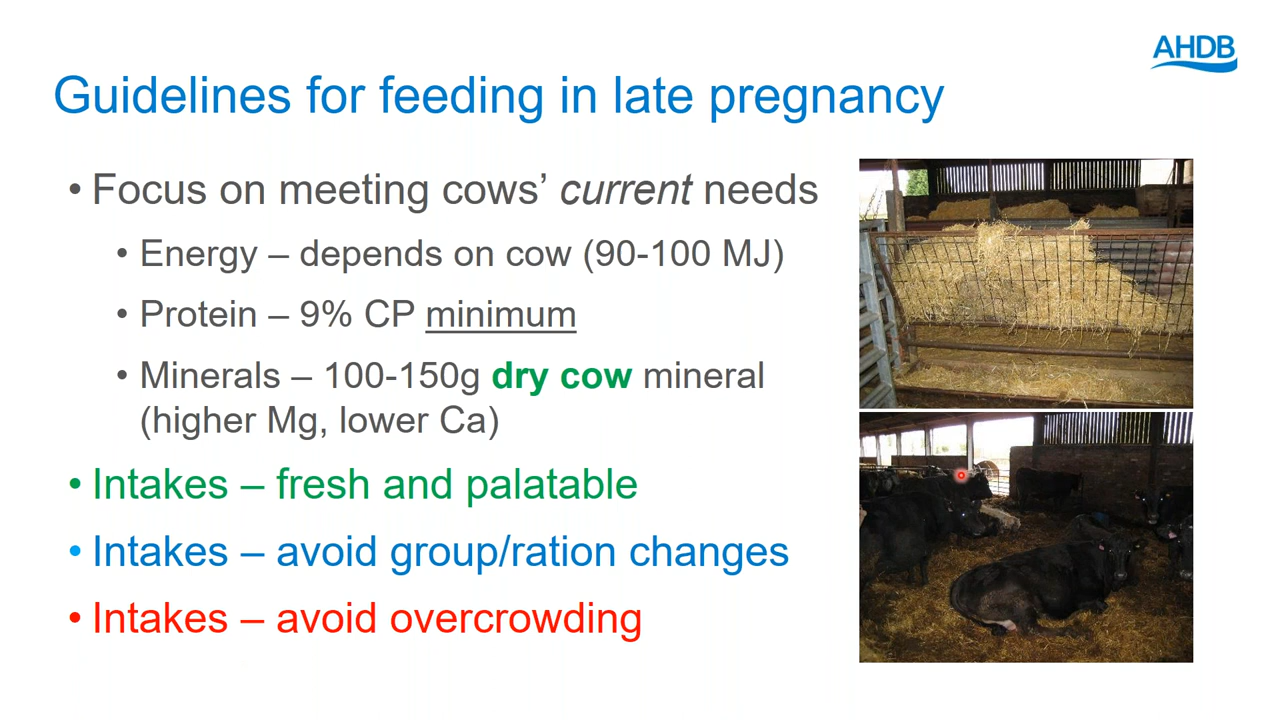 AHDB
Guidelines for feeding in late pregnancy
• Focus on meeting cows’ current needs
• Energy – depends on cow (90-100 MJ)
• Protein – 9% CP minimum
• Minerals – 100-150g dry cow mineral
(higher Mg, lower Ca)
• Intakes – fresh and palatable
• Intakes – avoid group/ration changes
• Intakes – avoid overcrowding